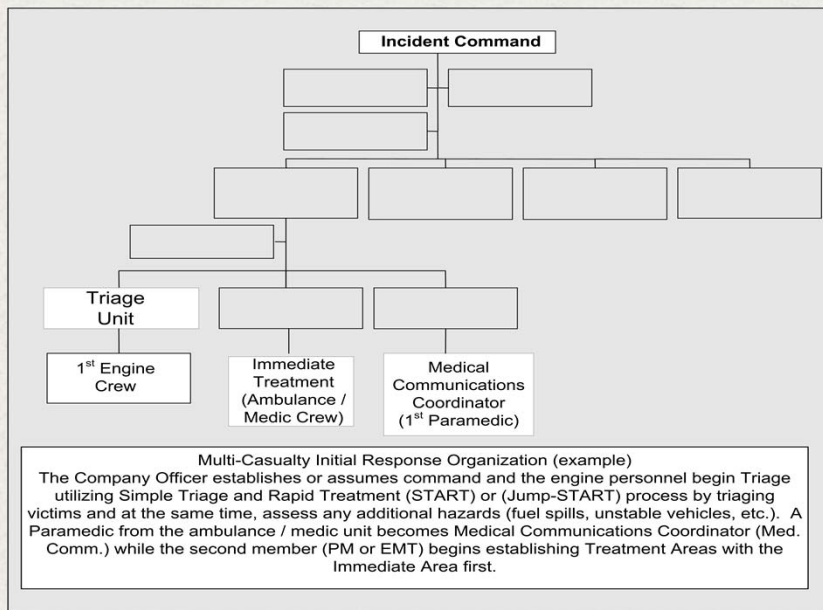 Incident Command
Triage
Unit
1st Engine
Crew
Immediate
Treatment
(Ambulance /
Medic Crew)
Medical
Communications
Coordinator
(1st Paramedic)
Multi-Casualty Initial Response Organization (example)
The Company Officer establishes or assumes command and the engine personnel begin Triage
utilizing Simple Triage and Rapid Treatment (START) or (Jump-START) process by triaging
victims and at the same time, assess any additional hazards (fuel spills, unstable vehicles, etc.). A
Paramedic from the ambulance / medic unit becomes Medical Communications Coordinator (Med.
Comm.) while the second member (PM or EMT) begins establishing Treatment Areas with the
Immediate Area first.